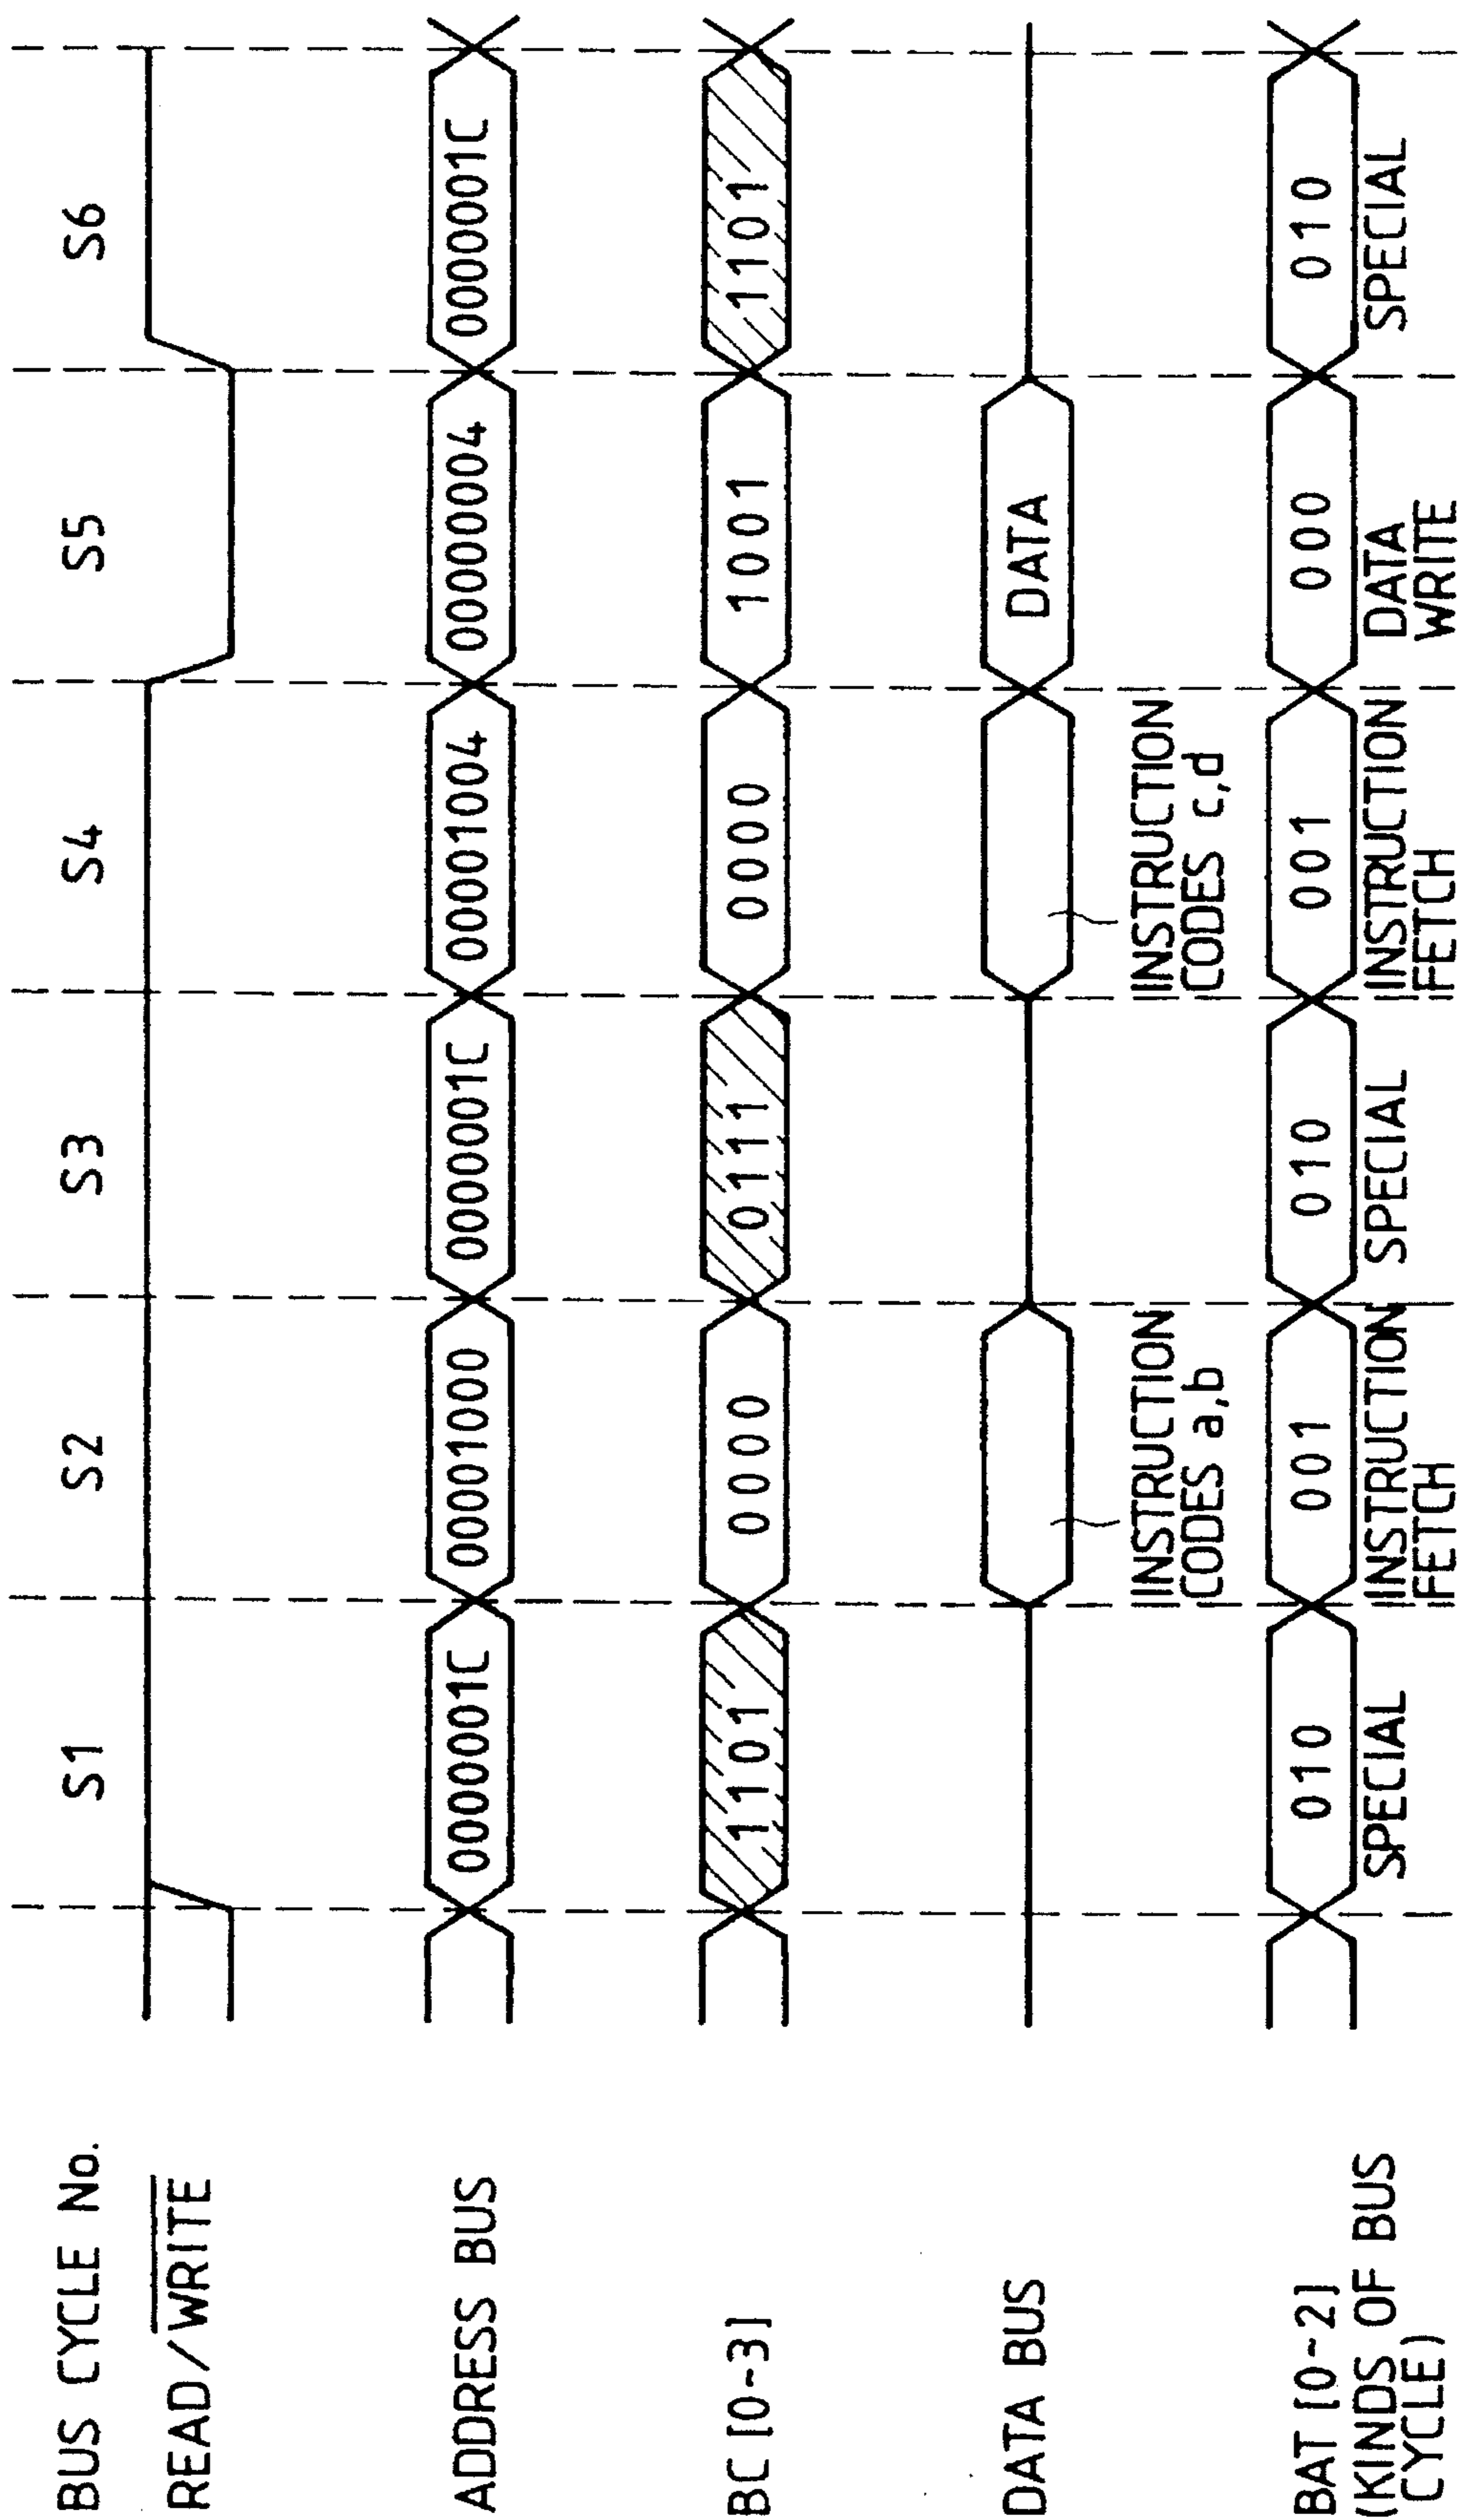 BUS CYCLE No. S1 S2 S3 S4 S5 S6
READ/WRITE
ADDRESS BUS 0000001C 00001000 0000001C 00001004 00000004 0000001C
BC [0~3] 1101 0000 0111 0000 1001 1101
DATA BUS DATA
INSTRUCTION CODES a,b
INSTRUCTION CODES c,d
BAT [0~2] 010 001 010 001 000 010
(KINDS OF BUS CYCLE) SPECIAL INSTRUCTION FETCH SPECIAL INSTRUCTION FETCH DATA WRITE SPECIAL